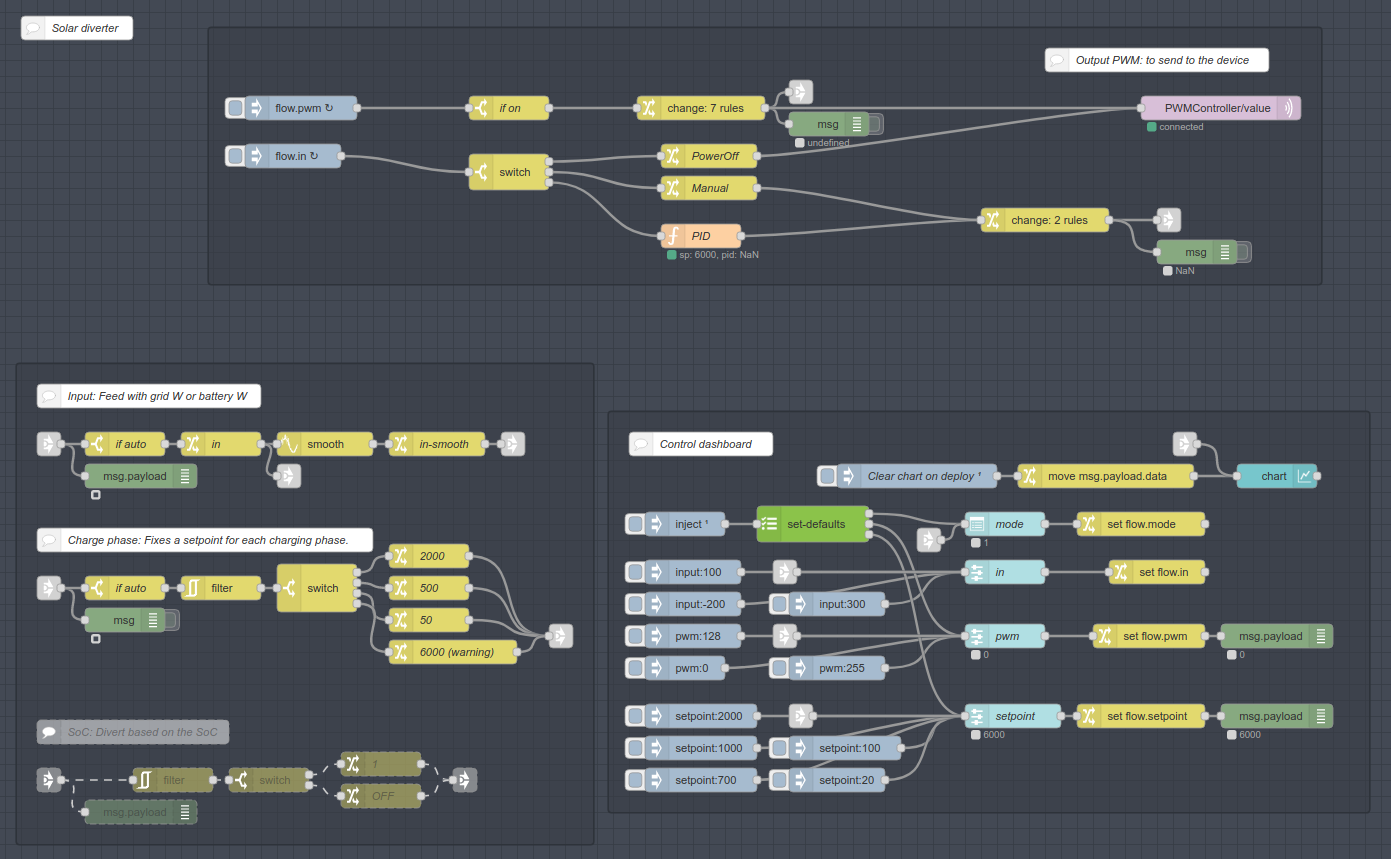 Solar diverter
Output PWM: to send to the device
flow.pwm ↻
if on
change: 7 rules
msg
undefined
PWMController/value
connected
flow.in ↻
switch
PowerOff
Manual
PID
sp: 6000, pid: NaN
change: 2 rules
msg
NaN
Input: Feed with grid W or battery W
if auto
in
smooth
in-smooth
msg.payload
Charge phase: Fixes a setpoint for each charging phase.
if auto
filter
switch
2000
500
50
6000 (warning)
msg
SoC: Divert based on the SoC
filter
switch
1
OFF
msg.payload
Control dashboard
Clear chart on deploy ¹
move msg.payload.data
chart
inject ¹
set-defaults
mode
1
set flow.mode
input:100
in
set flow.in
input:-200
input:300
pwm:128
pwm
0
set flow.pwm
msg.payload
0
pwm:0
pwm:255
setpoint:2000
setpoint
6000
set flow.setpoint
msg.payload
6000
setpoint:1000
setpoint:100
setpoint:700
setpoint:20